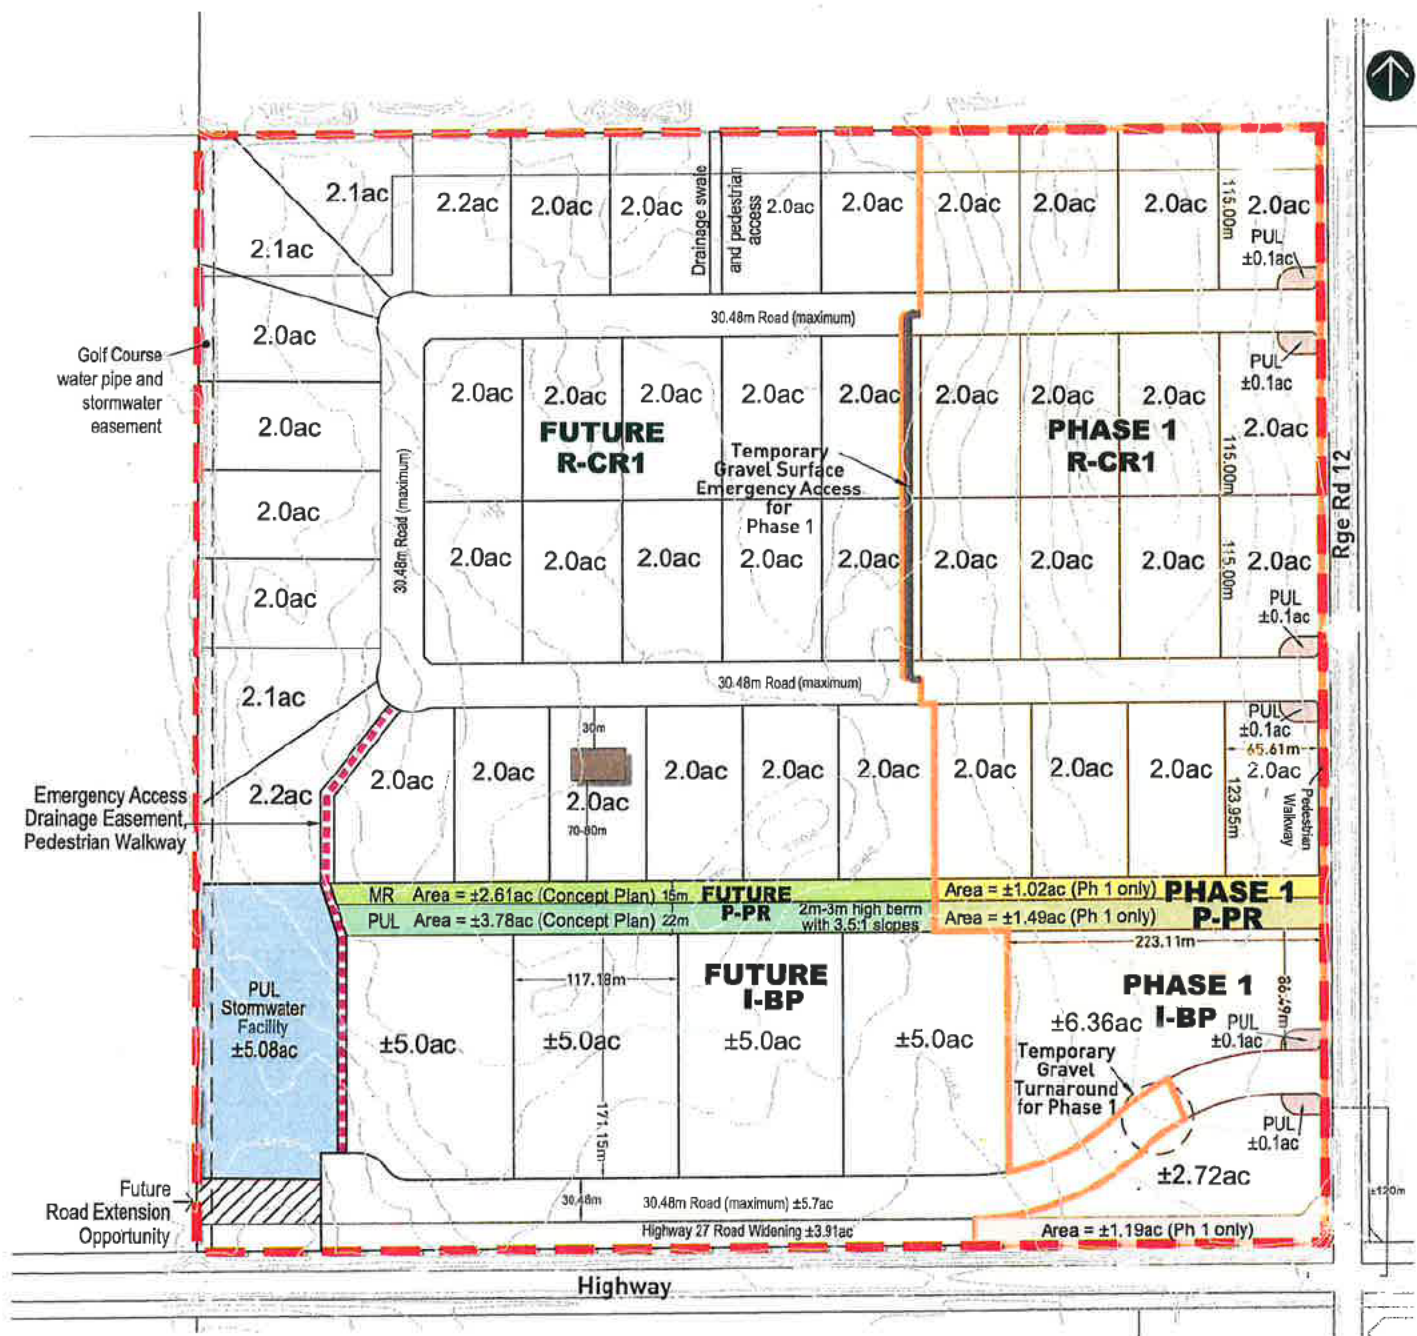 2.1ac
2.2ac
2.0ac
2.0ac
Drainage swale
and pedestrian
access
2.0ac
2.0ac
2.0ac
2.0ac
2.0ac
115.00m
2.0ac
PUL
±0.1ac
2.1ac
30.48m Road (maximum)
Golf Course
water pipe and
stormwater
easement
2.0ac
PUL
±0.1ac
2.0ac
2.0ac
2.0ac
2.0ac
2.0ac
2.0ac
2.0ac
2.0ac
2.0ac
2.0ac
FUTURE
R-CR1
PHASE 1
R-CR1
115.00m
Temporary
Gravel Surface
Emergency Access
for
Phase 1
30.48m Road (maximum)
Rge Rd 12
2.0ac
2.0ac
2.0ac
2.0ac
2.0ac
2.0ac
2.0ac
2.0ac
2.0ac
2.0ac
115.00m
2.0ac
2.0ac
PUL
±0.1ac
30.48m Road (maximum)
2.1ac
PUL
±0.1ac
65.61m
30m
2.2ac
2.0ac
2.0ac
2.0ac
70-80m
2.0ac
2.0ac
2.0ac
2.0ac
2.0ac
2.0ac
2.0ac
123.95m
Pedestrian
Walkway
Emergency Access
Drainage Easement,
Pedestrian Walkway
MR Area = ±2.61ac (Concept Plan) 15m
PUL Area = ±3.78ac (Concept Plan) 22m
FUTURE
P-PR
2m-3m high berm
with 3.5:1 slopes
Area = ±1.02ac (Ph 1 only)
Area = ±1.49ac (Ph 1 only)
PHASE 1
P-PR
223.11m
117.18m
FUTURE
I-BP
PHASE 1
I-BP
86.49m
PUL
Stormwater
Facility
±5.08ac
±5.0ac
±5.0ac
±5.0ac
±5.0ac
±6.36ac
PUL
±0.1ac
Temporary
Gravel
Turnaround
for Phase 1
171.15m
PUL
±0.1ac
±2.72ac
±120m
Future
Road Extension
Opportunity
30.48m
30.48m Road (maximum) ±5.7ac
Highway 27 Road Widening ±3.91ac
Area = ±1.19ac (Ph 1 only)
Highway